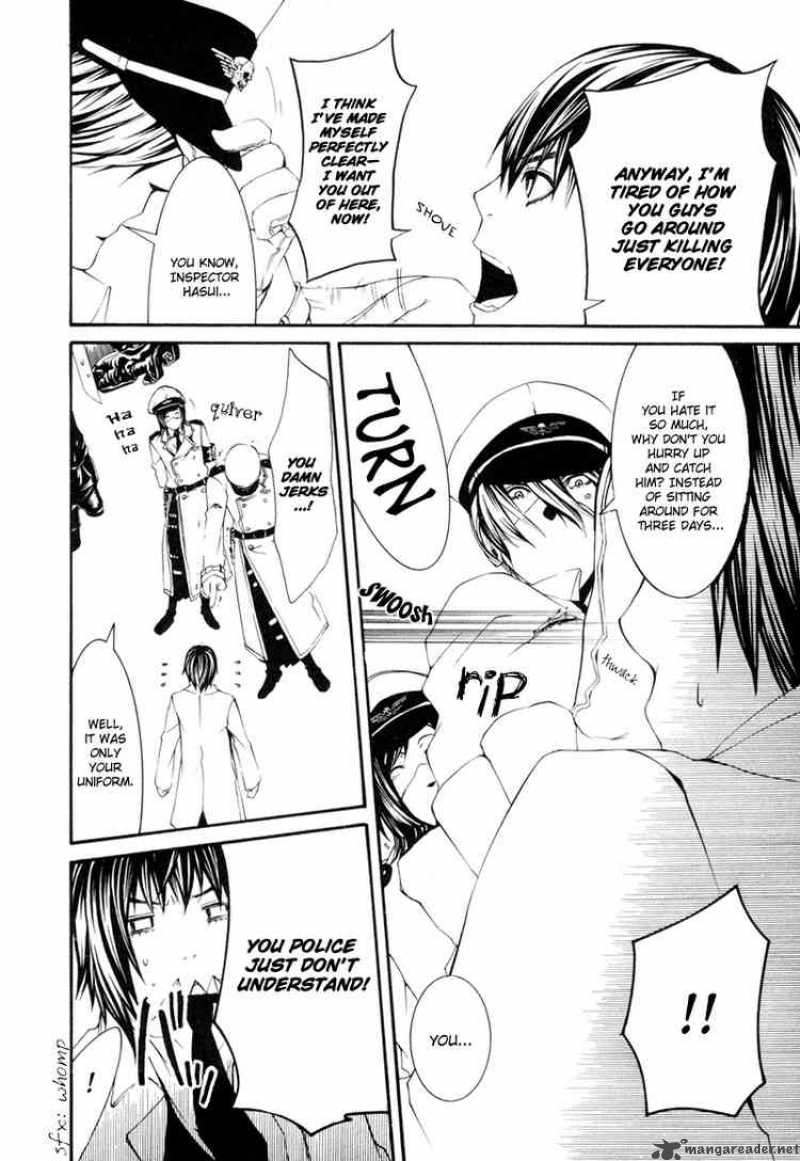 ANYWAY, I'M
TIRED OF HOW
YOU GUYS
GO AROUND
JUST KILLING
EVERYONE!
I THINK
I'VE MADE
MYSELF
PERFECTLY
CLEAR—
I WANT
YOU OUT
OF HERE,
NOW!
SHOVE
YOU KNOW,
INSPECTOR
HASUI...
IF
YOU HATE IT
SO MUCH,
WHY DON'T YOU
HURRY UP
AND CATCH
HIM? INSTEAD
OF SITTING
AROUND FOR
THREE DAYS...
TURN
SWOOSH
thwack
rip
!!
YOU...
YOU
DAMN
JERKS
...!
quiver
Ha
ha
ha
WELL,
IT WAS
ONLY
YOUR
UNIFORM.
YOU POLICE
JUST DON'T
UNDERSTAND!
!
sfx: whomp
mangareader.net